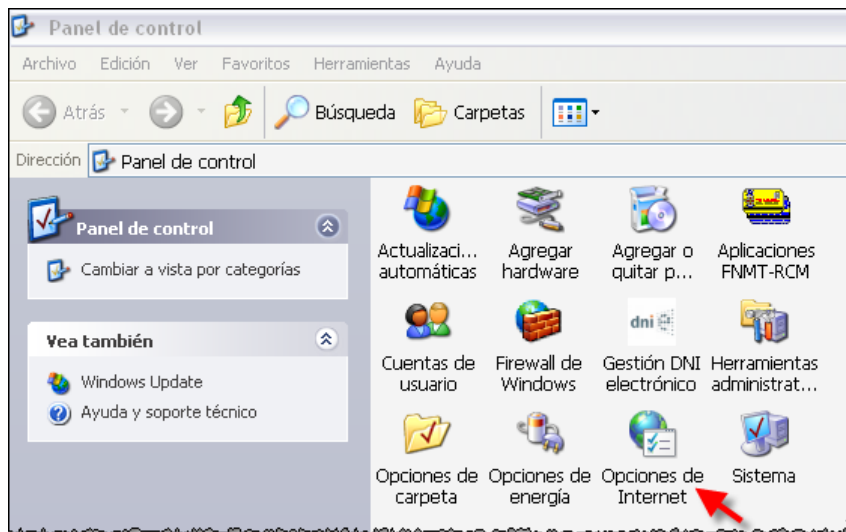 Panel de control
Archivo Edición Ver Favoritos Herramientas Ayuda
Atrás Búsqueda Carpetas
Dirección Panel de control
Panel de control
Cambiar a vista por categorías
Vea también
Windows Update
Ayuda y soporte técnico
Actualizaci... automáticas
Agregar hardware
Agregar o quitar p...
Aplicaciones FNMT-RCM
Cuentas de usuario
Firewall de Windows
dni
Gestión DNI electrónico
Herramientas administrat...
Opciones de carpeta
Opciones de energía
Opciones de Internet
Sistema